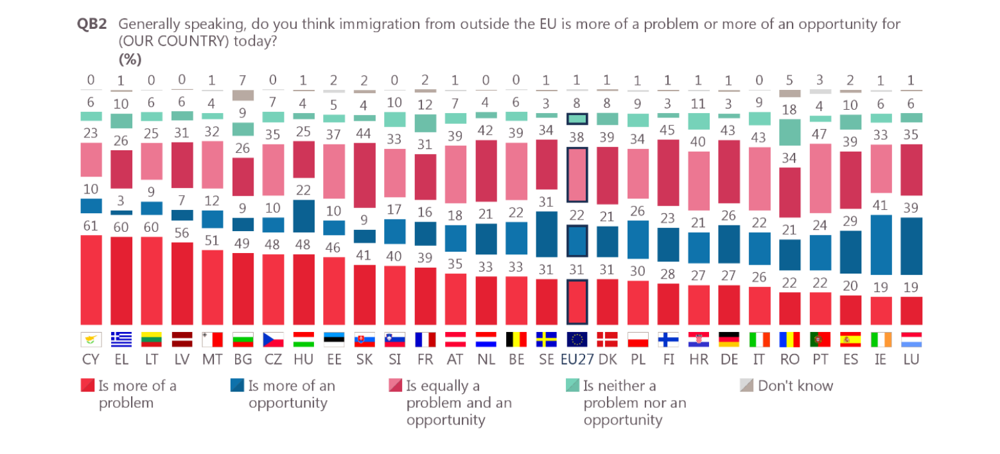 QB2 Generally speaking, do you think immigration from outside the EU is more of a problem or more of an opportunity for
(OUR COUNTRY) today?
(%)
0 1 0 0 1 7 0 1 2 2 0 2 1 0 0 1 1 1 1 1 1 1 0 5 3 2 1 1
6 10 6 6 4 9 7 4 5 4 10 12 7 4 6 3 8 8 9 3 11 3 9 18 4 10 6 6
23 26 25 31 32 26 35 25 37 44 33 31 39 42 39 34 38 39 34 45 40 43 43 34 47 39 33 35
10 3 9 7 12 9 10 22 10 9 17 16 18 21 22 31 22 21 26 23 21 26 22 21 24 29 41 39
61 60 60 56 51 49 48 48 46 41 40 39 35 33 33 31 31 31 30 28 27 27 26 22 22 20 19 19
CY EL LT LV MT BG CZ HU EE SK SI FR AT NL BE SE EU27 DK PL FI HR DE IT RO PT ES IE LU
Is more of a
problem
Is more of an
opportunity
Is equally a
problem and an
opportunity
Is neither a
problem nor an
opportunity
Don't know